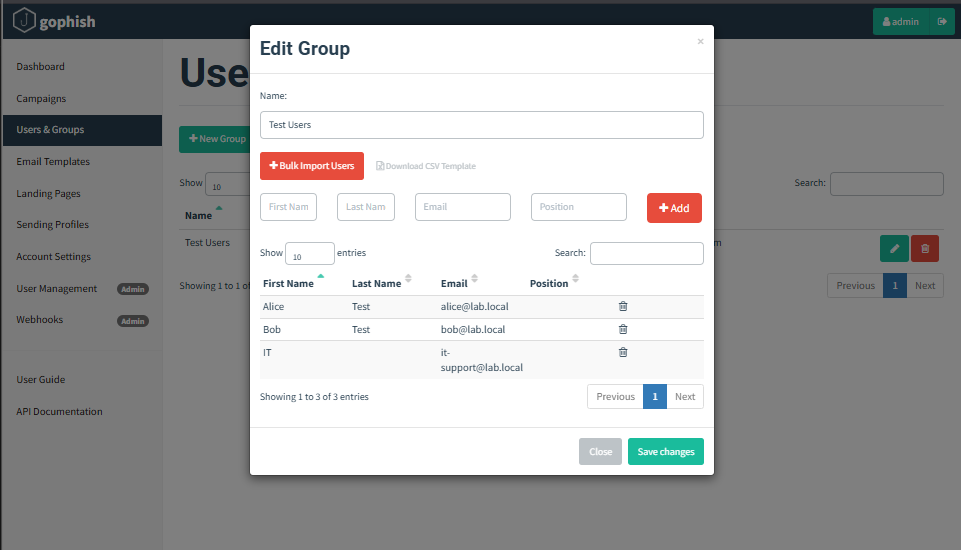 gophish
admin
Dashboard
Campaigns
Users & Groups
Email Templates
Landing Pages
Sending Profiles
Account Settings
User Management Admin
Webhooks Admin
User Guide
API Documentation
Use
New Group
Show 10
Search:
Name
Test Users
Showing 1 to 1 of
Previous 1 Next
Edit Group
×
Name:
Test Users
Bulk Import Users Download CSV Template
First Nam Last Nam Email Position Add
Show 10 entries Search:
First Name Last Name Email Position
Alice Test alice@lab.local
Bob Test bob@lab.local
IT it-
support@lab.local
Showing 1 to 3 of 3 entries Previous 1 Next
Close Save changes